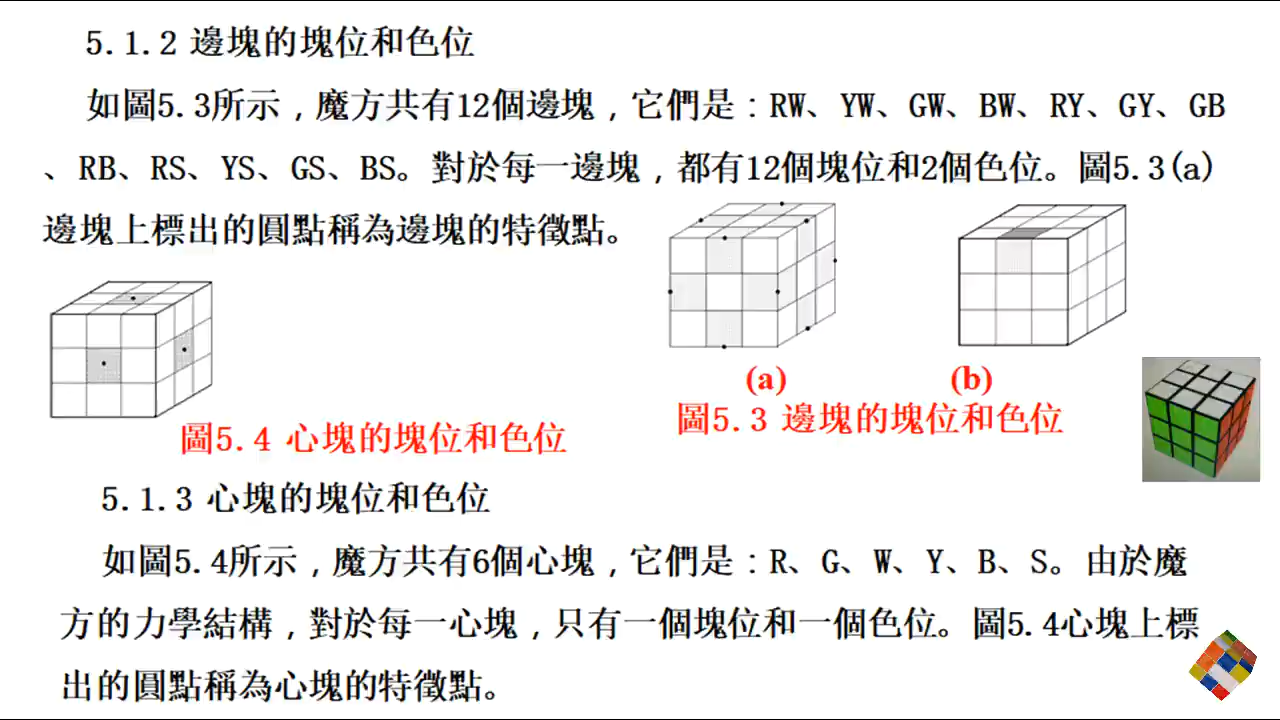 5.1.2 邊塊的塊位和色位
如圖5.3所示，魔方共有12個邊塊，它們是：RW、YW、GW、BW、RY、GY、GB
、RB、RS、YS、GS、BS。對於每一邊塊，都有12個塊位和2個色位。圖5.3(a)
邊塊上標出的圓點稱為邊塊的特徵點。
(a)
(b)
圖5.3 邊塊的塊位和色位
圖5.4 心塊的塊位和色位
5.1.3 心塊的塊位和色位
如圖5.4所示，魔方共有6個心塊，它們是：R、G、W、Y、B、S。由於魔
方的力學結構，對於每一心塊，只有一個塊位和一個色位。圖5.4心塊上標
出的圓點稱為心塊的特徵點。